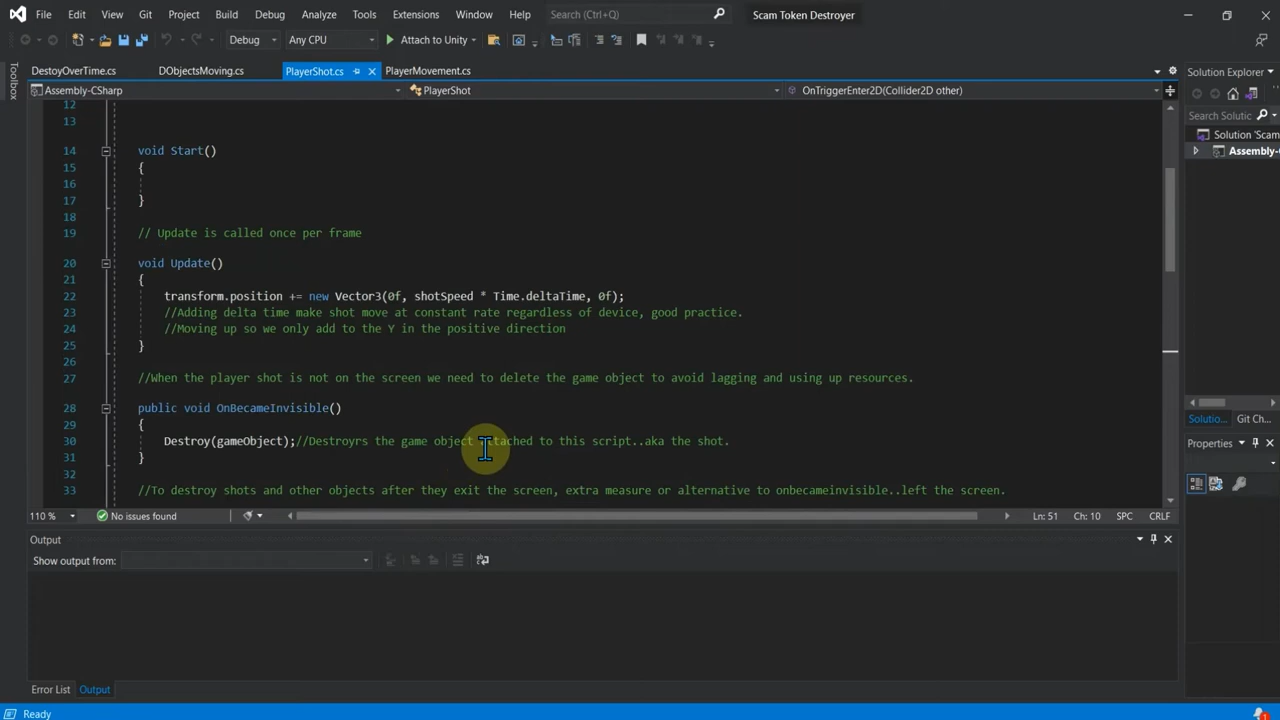 File Edit View Git Project Build Debug Analyze Tools Extensions Window Help Search (Ctrl+Q) Scam Token Destroyer
Debug Any CPU Attach to Unity
Toolbox
DestoyOverTime.cs DObjectsMoving.cs PlayerShot.cs PlayerMovement.cs
Assembly-CSharp PlayerShot OnTriggerEnter2D(Collider2D other)
12
13
14 void Start()
15 {
16
17 }
18
19 // Update is called once per frame
20 void Update()
21 {
22 transform.position += new Vector3(0f, shotSpeed * Time.deltaTime, 0f);
23 //Adding delta time make shot move at constant rate regardless of device, good practice.
24 //Moving up so we only add to the Y in the positive direction
25 }
26
27 //When the player shot is not on the screen we need to delete the game object to avoid lagging and using up resources.
28 public void OnBecameInvisible()
29 {
30 Destroy(gameObject);//Destroyrs the game object attached to this script..aka the shot.
31 }
32
33 //To destroy shots and other objects after they exit the screen, extra measure or alternative to onbecameinvisible..left the screen.
110 % No issues found Ln: 51 Ch: 10 SPC CRLF
Output
Show output from:
Error List Output
Ready
Solution Explorer
Search Solutic
Solution 'Scam
Assembly-C
Solutio... Git Ch...
Properties